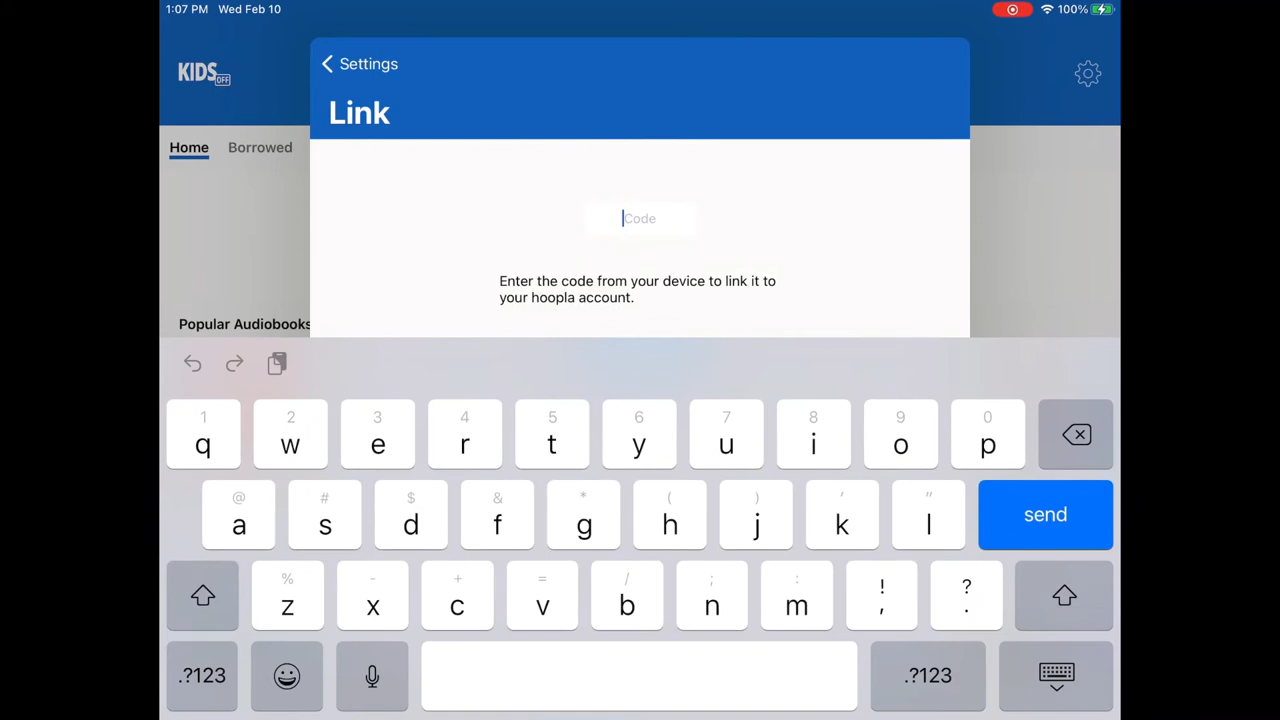 1:07 PM Wed Feb 10 100%
KIDS OFF
Settings
Link
Home Borrowed
Code
Enter the code from your device to link it to
your hoopla account.
Popular Audiobooks
1 2 3 4 5 6 7 8 9 0
q w e r t y u i o p
@ # $ & * ( ) ' "
a s d f g h j k l send
% - + = / ; : ! ?
z x c v b n m , .
.?123 .?123